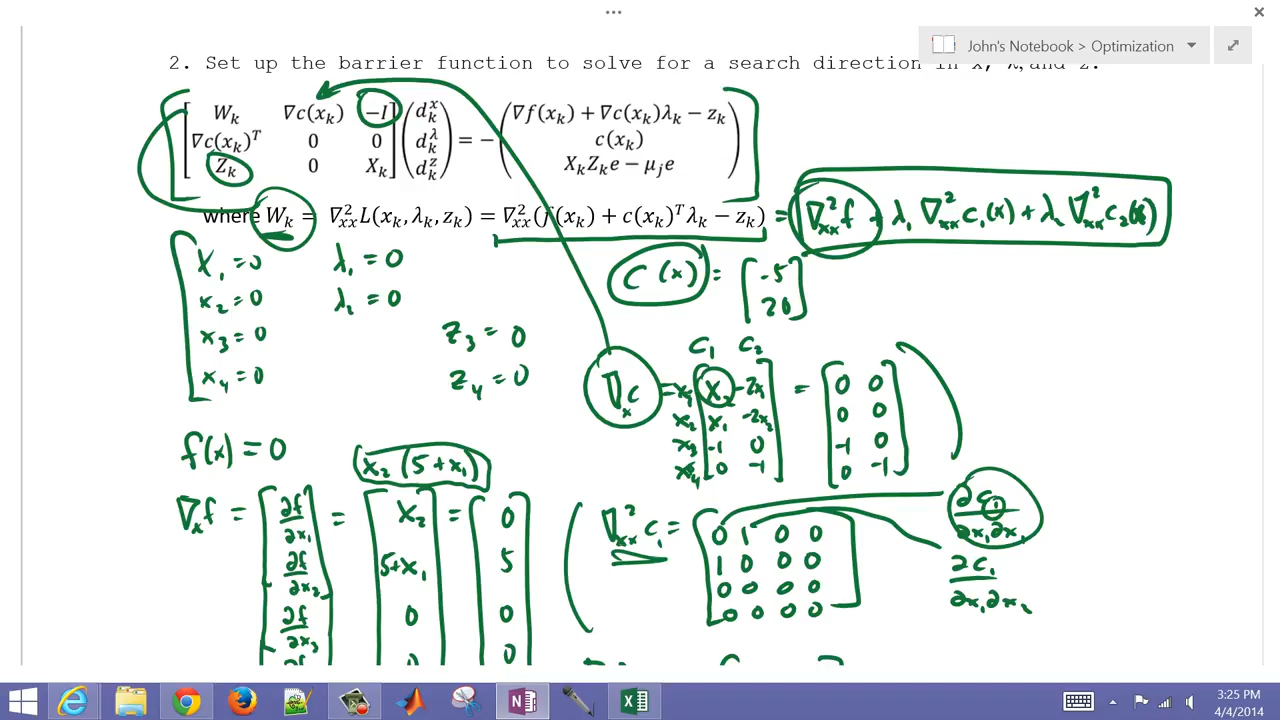 •••
×
John's Notebook > Optimization
2. Set up the barrier function to solve for a search direction in x, λ, and z.
[ W_k ∇c(x_k) −I ] ( d_k^x ) = − ( ∇f(x_k) + ∇c(x_k)λ_k − z_k )
[ ∇c(x_k)^T 0 0 ] ( d_k^λ ) ( c(x_k) )
[ Z_k 0 X_k ] ( d_k^z ) ( X_k Z_k e − μ_j e )
where W_k = ∇²_xx L(x_k, λ_k, z_k) = ∇²_xx (f(x_k) + c(x_k)^T λ_k − z_k) = ∇²_xx f + λ_1 ∇²_xx c_1(x) + λ_2 ∇²_xx c_2(x)
x_1 = 0 λ_1 = 0 C(x) = [ -5
x_2 = 0 λ_2 = 0 20 ]
x_3 = 0 z_3 = 0
x_4 = 0 z_4 = 0
C_1 C_2
∇_x c = x_1 [ x_2 -2x_1 ] = [ 0 0 ]
x_2 [ x_1 -2x_2 ] [ 0 0 ]
x_3 [ -1 0 ] [ -1 0 ]
x_4 [ 0 -1 ] [ 0 -1 ]
f(x) = 0 x_2 (5 + x_1)
∇_x f = [ ∂f/∂x_1 ] = [ x_2 ] = [ 0 ]
[ ∂f/∂x_2 ] [ 5+x_1 ] [ 5 ]
[ ∂f/∂x_3 ] [ 0 ] [ 0 ]
∂f 0 0
∇²_xx c_1 = [ 0 1 0 0 ] ∂c_1/∂x_1∂x_1
[ 1 0 0 0 ] ∂c_1/∂x_1∂x_2
[ 0 0 0 0 ]
[ 0 0 0 0 ]
3:25 PM
4/4/2014